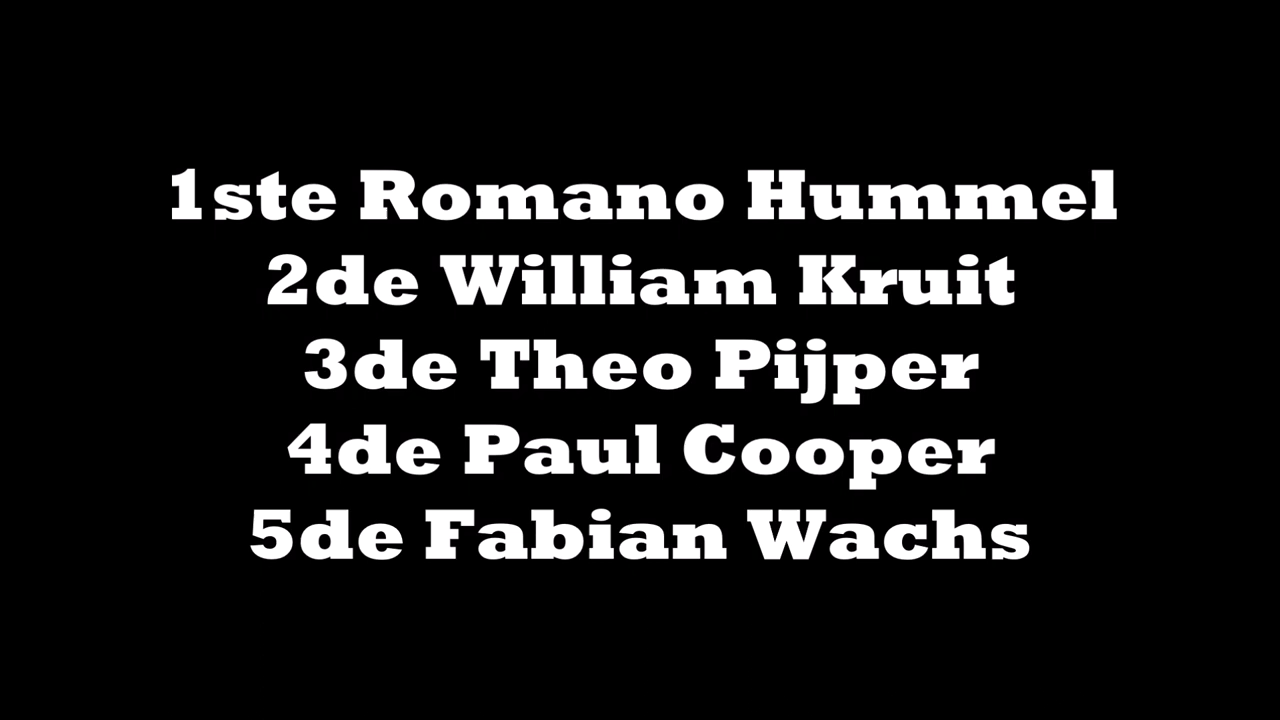 1ste Romano Hummel
2de William Kruit
3de Theo Pijper
4de Paul Cooper
5de Fabian Wachs